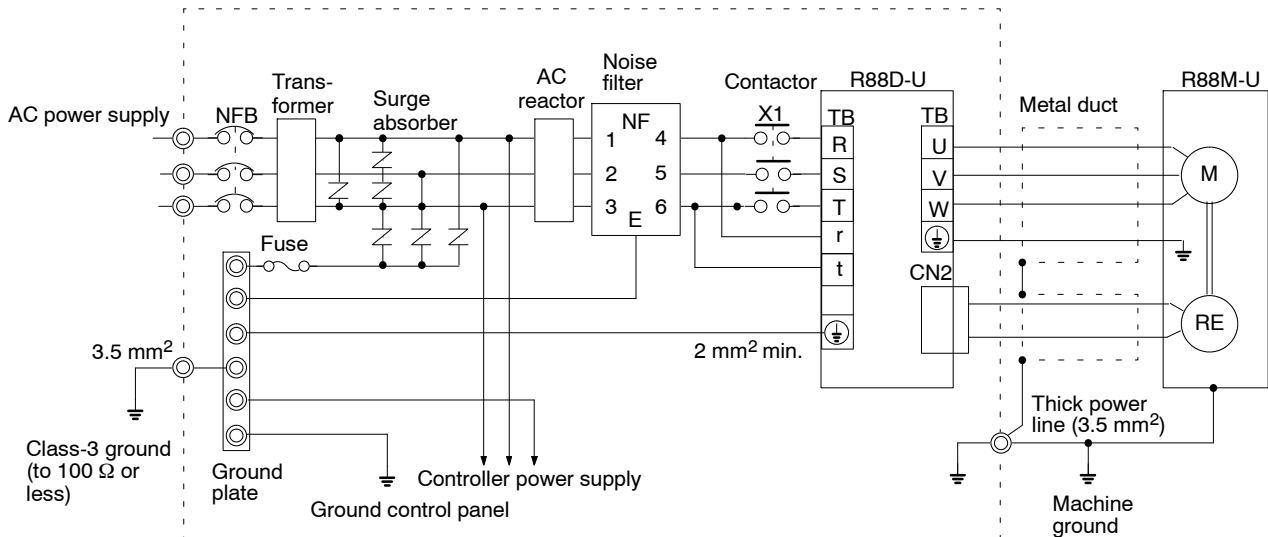 AC power supply
NFB
Trans-
former
Surge
absorber
AC
reactor
Noise
filter
NF
1
2
3
4
5
6
E
Contactor
X1
R88D-U
TB
R
S
T
r
t
TB
U
V
W
CN2
Metal duct
R88M-U
M
RE
Fuse
3.5 mm²
2 mm² min.
Class-3 ground
(to 100 Ω or
less)
Ground
plate
Controller power supply
Ground control panel
Thick power
line (3.5 mm²)
Machine
ground